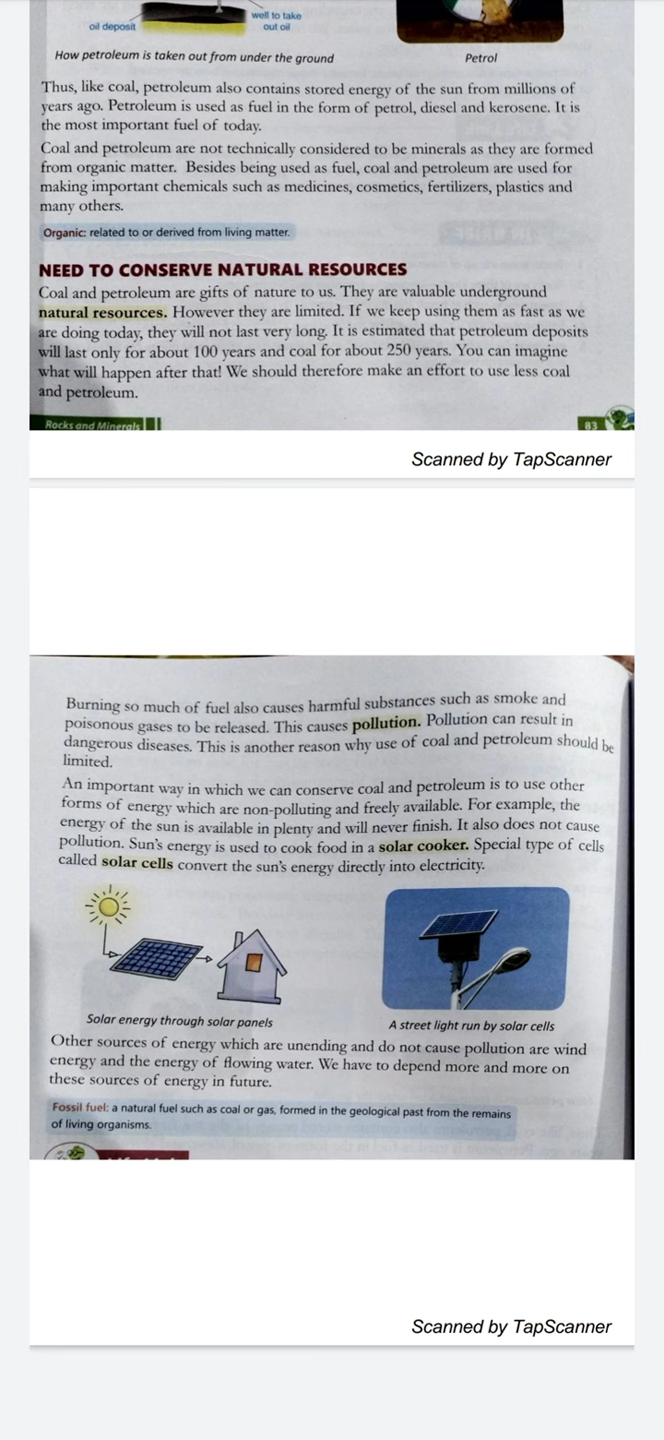 well to take
oil deposit
out oil
How petroleum is taken out from under the ground
Petrol
Thus, like coal, petroleum also contains stored energy of the sun from millions of
years ago. Petroleum is used as fuel in the form of petrol, diesel and kerosene. It is
the most important fuel of today.
Coal and petroleum are not technically considered to be minerals as they are formed
from organic matter. Besides being used as fuel, coal and petroleum are used for
making important chemicals such as medicines, cosmetics, fertilizers, plastics and
many others.
Organic: related to or derived from living matter.
NEED TO CONSERVE NATURAL RESOURCES
Coal and petroleum are gifts of nature to us. They are valuable underground
natural resources. However they are limited. If we keep using them as fast as we
are doing today, they will not last very long. It is estimated that petroleum deposits
will last only for about 100 years and coal for about 250 years. You can imagine
what will happen after that! We should therefore make an effort to use less coal
and petroleum.
Rocks and Minerals
83
Scanned by TapScanner
Burning so much of fuel also causes harmful substances such as smoke and
poisonous gases to be released. This causes pollution. Pollution can result in
dangerous diseases. This is another reason why use of coal and petroleum should be
limited.
An important way in which we can conserve coal and petroleum is to use other
forms of energy which are non-polluting and freely available. For example, the
energy of the sun is available in plenty and will never finish. It also does not cause
pollution. Sun's energy is used to cook food in a solar cooker. Special type of cells
called solar cells convert the sun's energy directly into electricity.
Solar energy through solar panels
A street light run by solar cells
Other sources of energy which are unending and do not cause pollution are wind
energy and the energy of flowing water. We have to depend more and more on
these sources of energy in future.
Fossil fuel: a natural fuel such as coal or gas, formed in the geological past from the remains
of living organisms.
Scanned by TapScanner